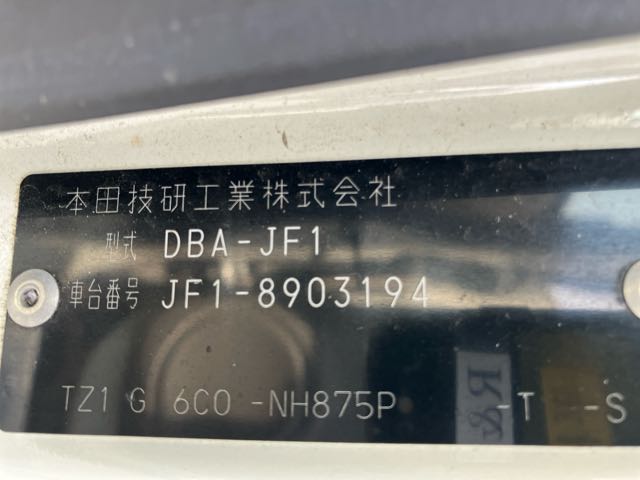 本田技研工業株式会社
型式 DBA-JF1
車台番号 JF1-8903194
TZ1 G 6C0 -NH875P -T -S